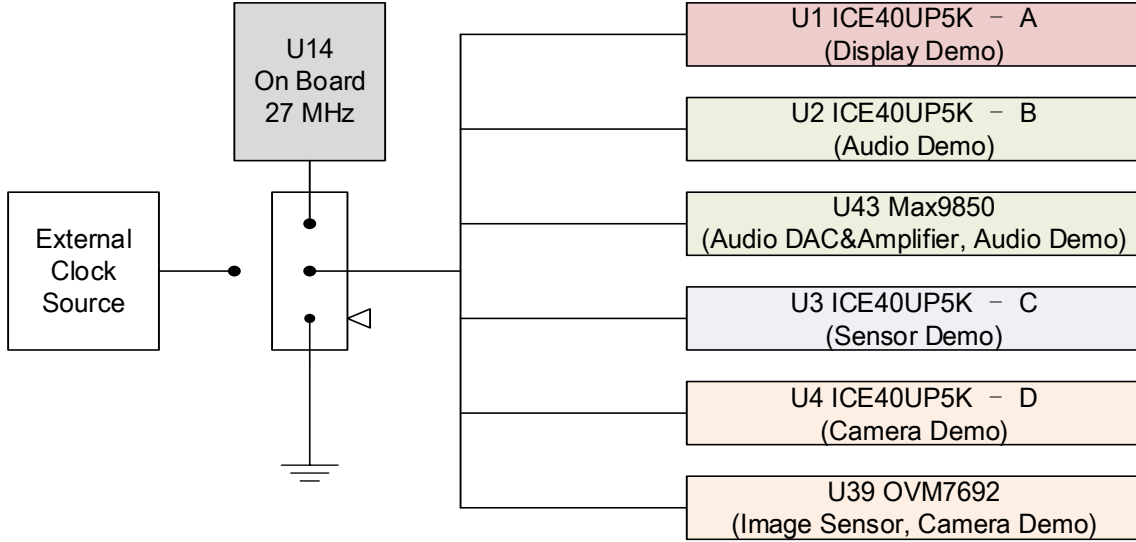 U14
On Board
27 MHz
External
Clock
Source
U1 ICE40UP5K － A
(Display Demo)
U2 ICE40UP5K － B
(Audio Demo)
U43 Max9850
(Audio DAC&Amplifier, Audio Demo)
U3 ICE40UP5K － C
(Sensor Demo)
U4 ICE40UP5K － D
(Camera Demo)
U39 OVM7692
(Image Sensor, Camera Demo)